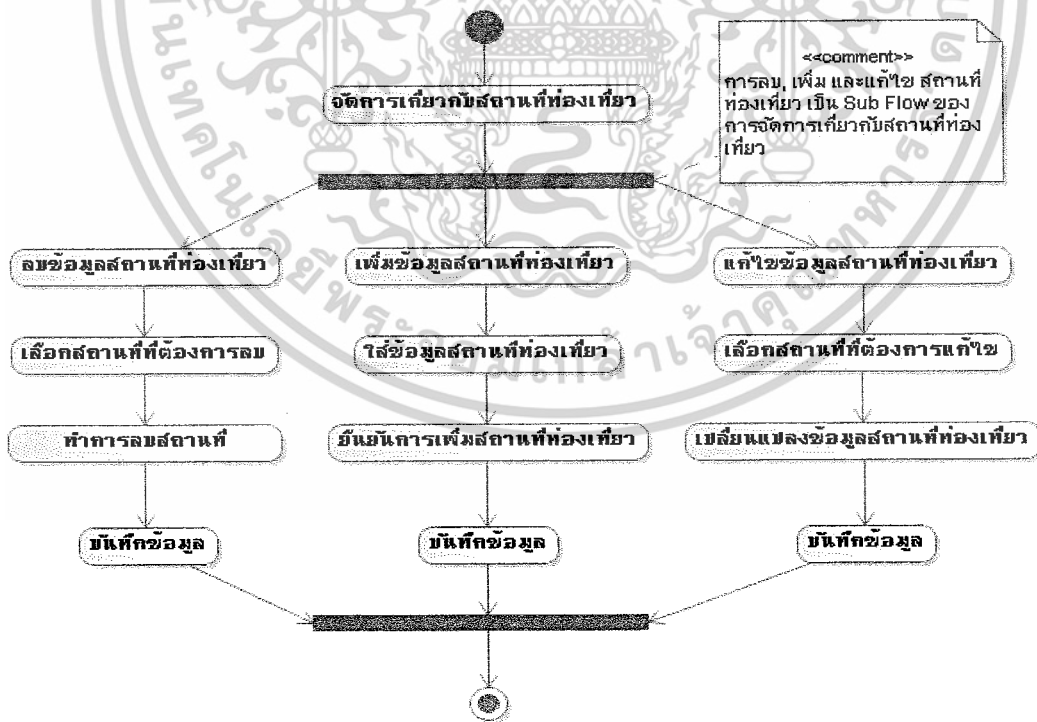 <<comment>>
การลบ, เพิ่ม และแก้ไข สถานที่
ท่องเที่ยว เป็น Sub Flow ของ
การจัดการเกี่ยวกับสถานที่ท่อง
เที่ยว
จัดการเกี่ยวกับสถานที่ท่องเที่ยว
ลบข้อมูลสถานที่ท่องเที่ยว
เพิ่มข้อมูลสถานที่ท่องเที่ยว
แก้ไขข้อมูลสถานที่ท่องเที่ยว
เลือกสถานที่ที่ต้องการลบ
ใส่ข้อมูลสถานที่ท่องเที่ยว
เลือกสถานที่ที่ต้องการแก้ไข
ทำการลบสถานที่
ยืนยันการเพิ่มสถานที่ท่องเที่ยว
เปลี่ยนแปลงข้อมูลสถานที่ท่องเที่ยว
บันทึกข้อมูล
บันทึกข้อมูล
บันทึกข้อมูล